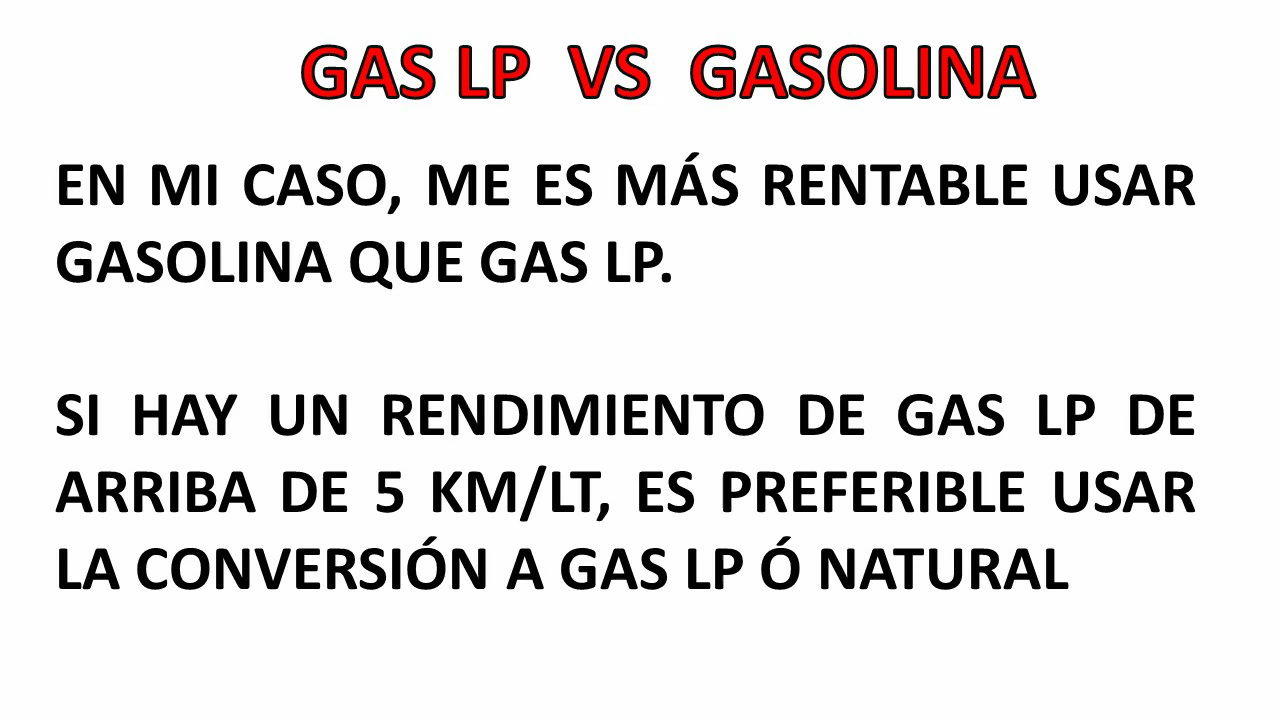 GAS LP VS GASOLINA
EN MI CASO, ME ES MÁS RENTABLE USAR
GASOLINA QUE GAS LP.
SI HAY UN RENDIMIENTO DE GAS LP DE
ARRIBA DE 5 KM/LT, ES PREFERIBLE USAR
LA CONVERSIÓN A GAS LP Ó NATURAL